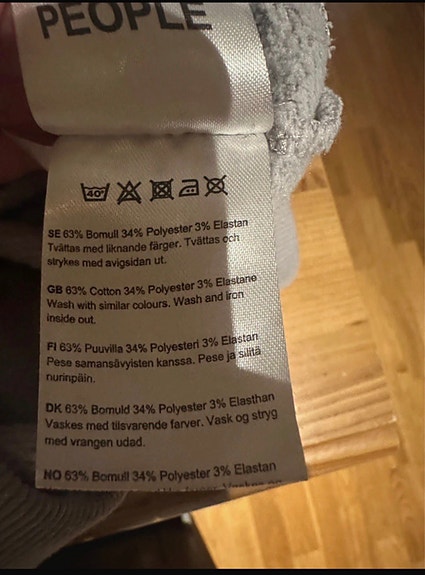 PEOPLE
40°
SE 63% Bomull 34% Polyester 3% Elastan
Tvättas med liknande färger. Tvättas och
strykes med avigsidan ut.
GB 63% Cotton 34% Polyester 3% Elastane
Wash with similar colours. Wash and iron
inside out.
FI 63% Puuvilla 34% Polyesteri 3% Elastan
Pese samansävyisten kanssa. Pese ja silitä
nurinpäin.
DK 63% Bomuld 34% Polyester 3% Elasthan
Vaskes med tilsvarende farver. Vask og stryg
med vrangen udad.
NO 63% Bomull 34% Polyester 3% Elastan